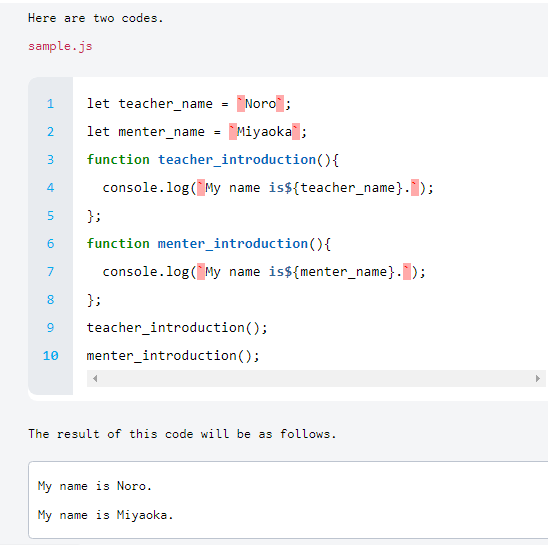 Here are two codes.
sample.js
1 let teacher_name = `Noro`;
2 let menter_name = `Miyaoka`;
3 function teacher_introduction(){
4 console.log(`My name is${teacher_name}.`);
5 };
6 function menter_introduction(){
7 console.log(`My name is${menter_name}.`);
8 };
9 teacher_introduction();
10 menter_introduction();
The result of this code will be as follows.
My name is Noro.
My name is Miyaoka.